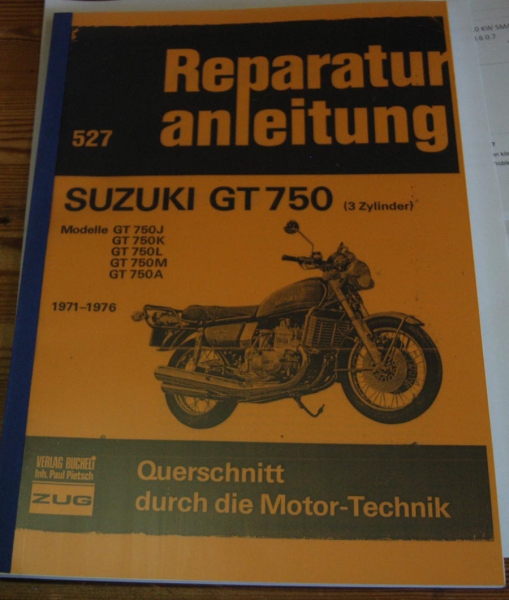 Reparatur
anleitung
527
SUZUKI GT 750 (3 Zylinder)
Modelle GT 750J
GT 750K
GT 750L
GT 750M
GT 750A
1971-1976
VERLAG BUCHELI
Inh. Paul Pietsch
ZUG
Querschnitt
durch die Motor-Technik